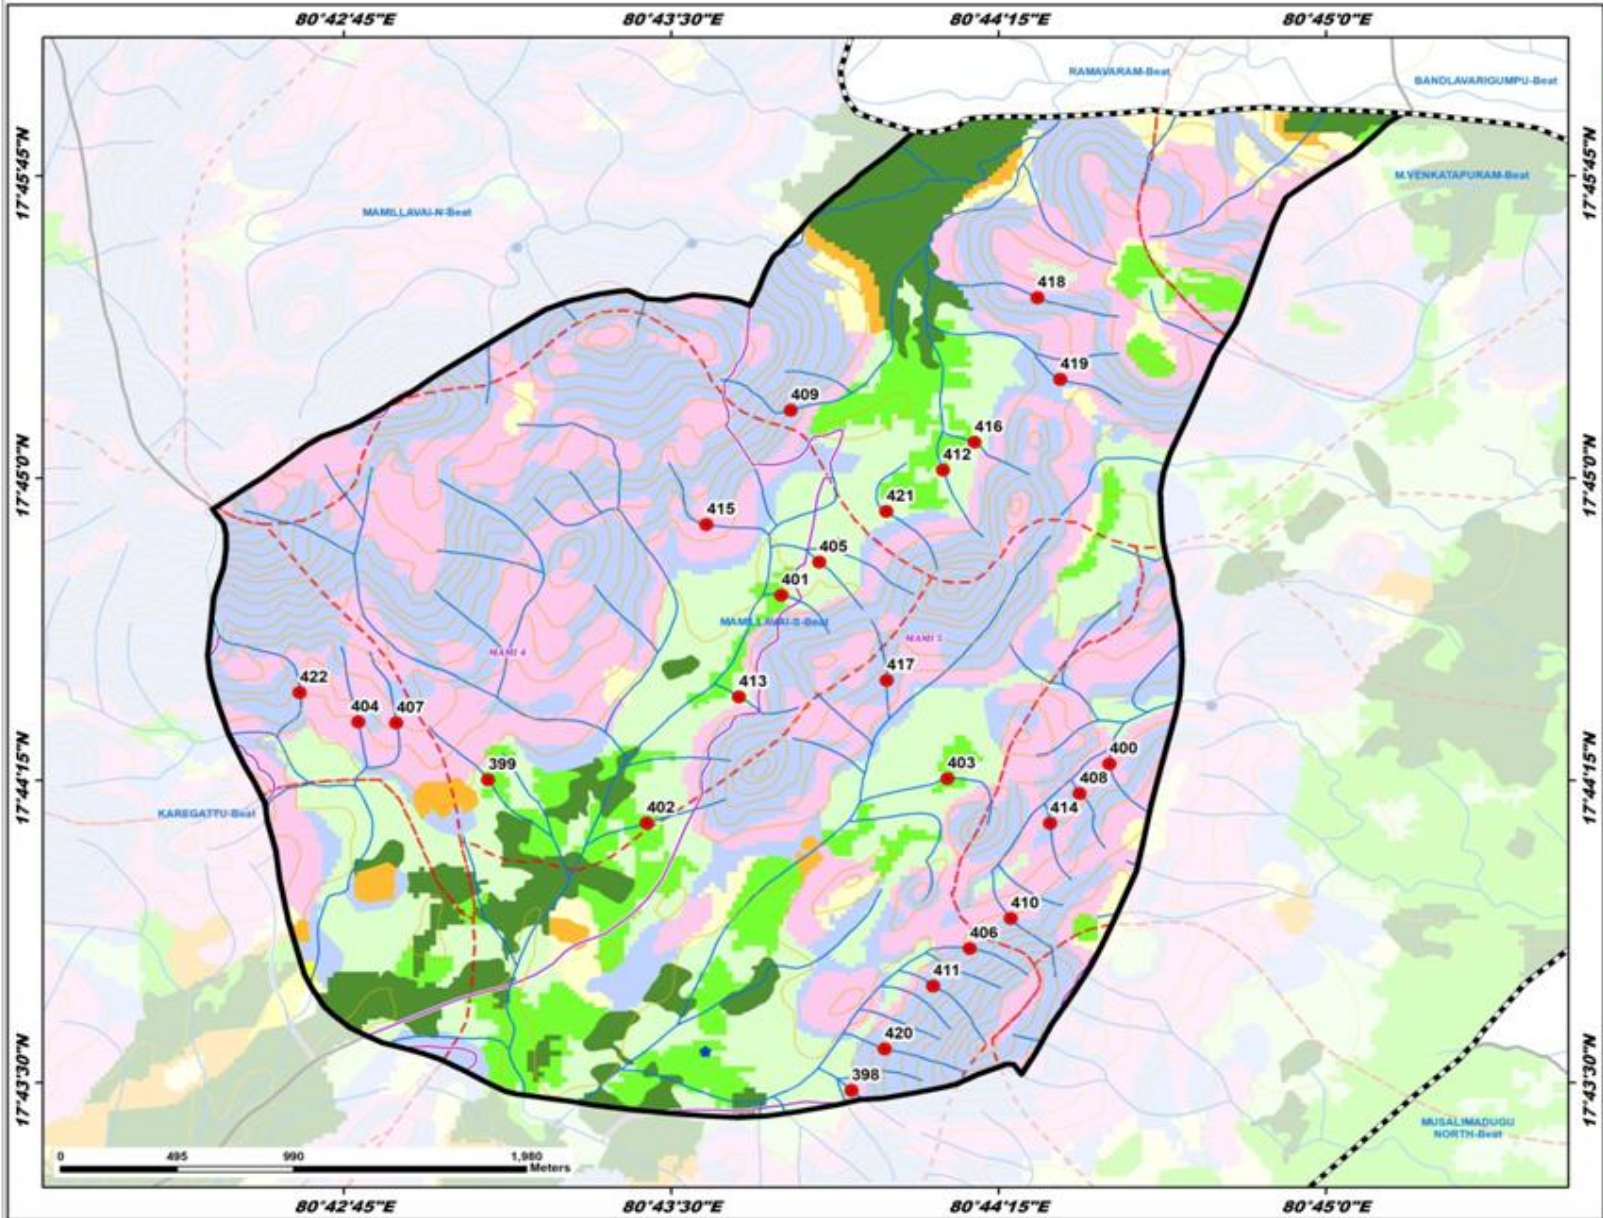 80°42'45"E 80°43'30"E 80°44'15"E 80°45'0"E
RAMAVARAM-Beat
BANDLAVARIGUMPU-Beat
17°45'45"N 17°45'45"N
M.VENKATAPURAM-Beat
MAMILLAVAI-N-Beat
418
419
409
416
412
17°45'0"N 17°45'0"N
421
415
405
401
MAMILLAVAI-S-Beat
MAMI 5
MAMI 4
417
422
413
404 407
400
17°44'15"N 17°44'15"N
399
403
408
KAREGATTU-Beat
402
414
410
406
411
420
398
17°43'30"N 17°43'30"N
MUSALIMADUGU
NORTH-Beat
0 495 990 1,980
Meters
80°42'45"E 80°43'30"E 80°44'15"E 80°45'0"E